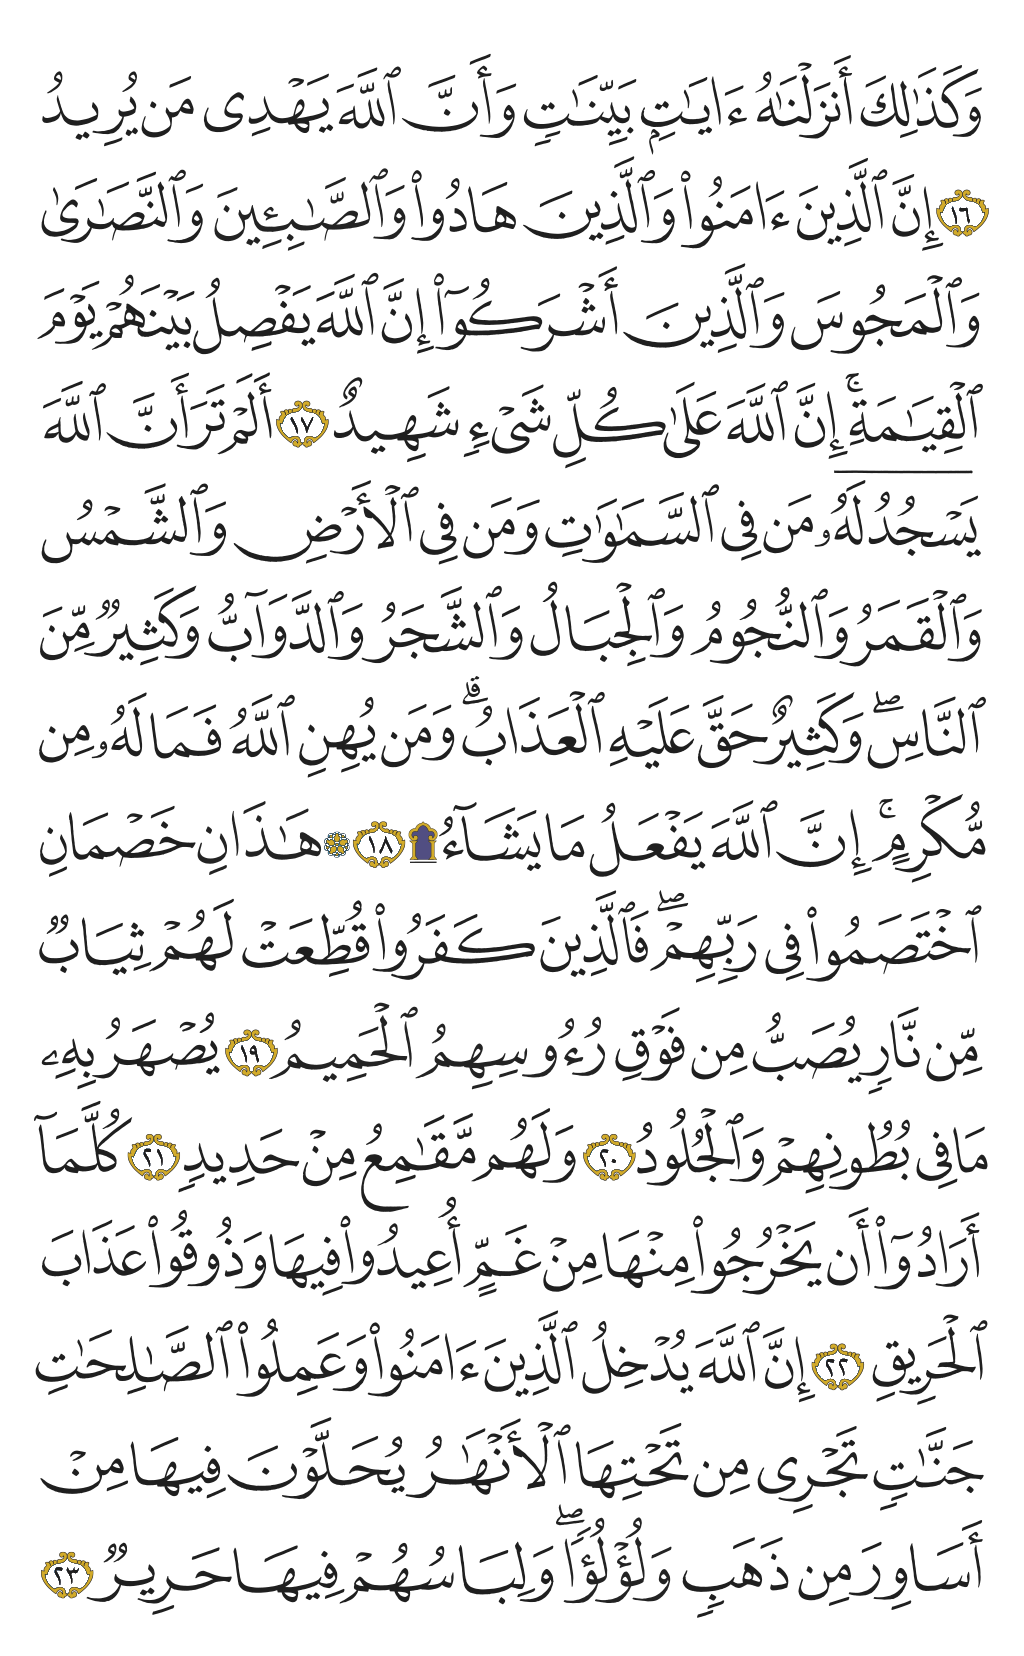 وَكَذَٰلِكَ أَنزَلْنَـٰهُ ءَايَـٰتِۭ بَيِّنَـٰتٍ وَأَنَّ ٱللَّهَ يَهْدِى مَن يُرِيدُ
١٦ إِنَّ ٱلَّذِينَ ءَامَنُوا۟ وَٱلَّذِينَ هَادُوا۟ وَٱلصَّـٰبِـِٔينَ وَٱلنَّصَـٰرَىٰ
وَٱلْمَجُوسَ وَٱلَّذِينَ أَشْرَكُوٓا۟ إِنَّ ٱللَّهَ يَفْصِلُ بَيْنَهُمْ يَوْمَ
ٱلْقِيَـٰمَةِ ۚ إِنَّ ٱللَّهَ عَلَىٰ كُلِّ شَىْءٍ شَهِيدٌ ١٧ أَلَمْ تَرَ أَنَّ ٱللَّهَ
يَسْجُدُ لَهُۥ مَن فِى ٱلسَّمَـٰوَٰتِ وَمَن فِى ٱلْأَرْضِ وَٱلشَّمْسُ
وَٱلْقَمَرُ وَٱلنُّجُومُ وَٱلْجِبَالُ وَٱلشَّجَرُ وَٱلدَّوَآبُّ وَكَثِيرٌ مِّنَ
ٱلنَّاسِ ۖ وَكَثِيرٌ حَقَّ عَلَيْهِ ٱلْعَذَابُ ۗ وَمَن يُهِنِ ٱللَّهُ فَمَا لَهُۥ مِن
مُّكْرِمٍ ۚ إِنَّ ٱللَّهَ يَفْعَلُ مَا يَشَآءُ ۩ ١٨ ۞ هَـٰذَانِ خَصْمَانِ
ٱخْتَصَمُوا۟ فِى رَبِّهِمْ ۖ فَٱلَّذِينَ كَفَرُوا۟ قُطِّعَتْ لَهُمْ ثِيَابٌ
مِّن نَّارٍ يُصَبُّ مِن فَوْقِ رُءُوسِهِمُ ٱلْحَمِيمُ ١٩ يُصْهَرُ بِهِۦ
مَا فِى بُطُونِهِمْ وَٱلْجُلُودُ ٢٠ وَلَهُم مَّقَـٰمِعُ مِنْ حَدِيدٍ ٢١ كُلَّمَآ
أَرَادُوٓا۟ أَن يَخْرُجُوا۟ مِنْهَا مِنْ غَمٍّ أُعِيدُوا۟ فِيهَا وَذُوقُوا۟ عَذَابَ
ٱلْحَرِيقِ ٢٢ إِنَّ ٱللَّهَ يُدْخِلُ ٱلَّذِينَ ءَامَنُوا۟ وَعَمِلُوا۟ ٱلصَّـٰلِحَـٰتِ
جَنَّـٰتٍ تَجْرِى مِن تَحْتِهَا ٱلْأَنْهَـٰرُ يُحَلَّوْنَ فِيهَا مِنْ
أَسَاوِرَ مِن ذَهَبٍ وَلُؤْلُؤًا ۖ وَلِبَاسُهُمْ فِيهَا حَرِيرٌ ٢٣